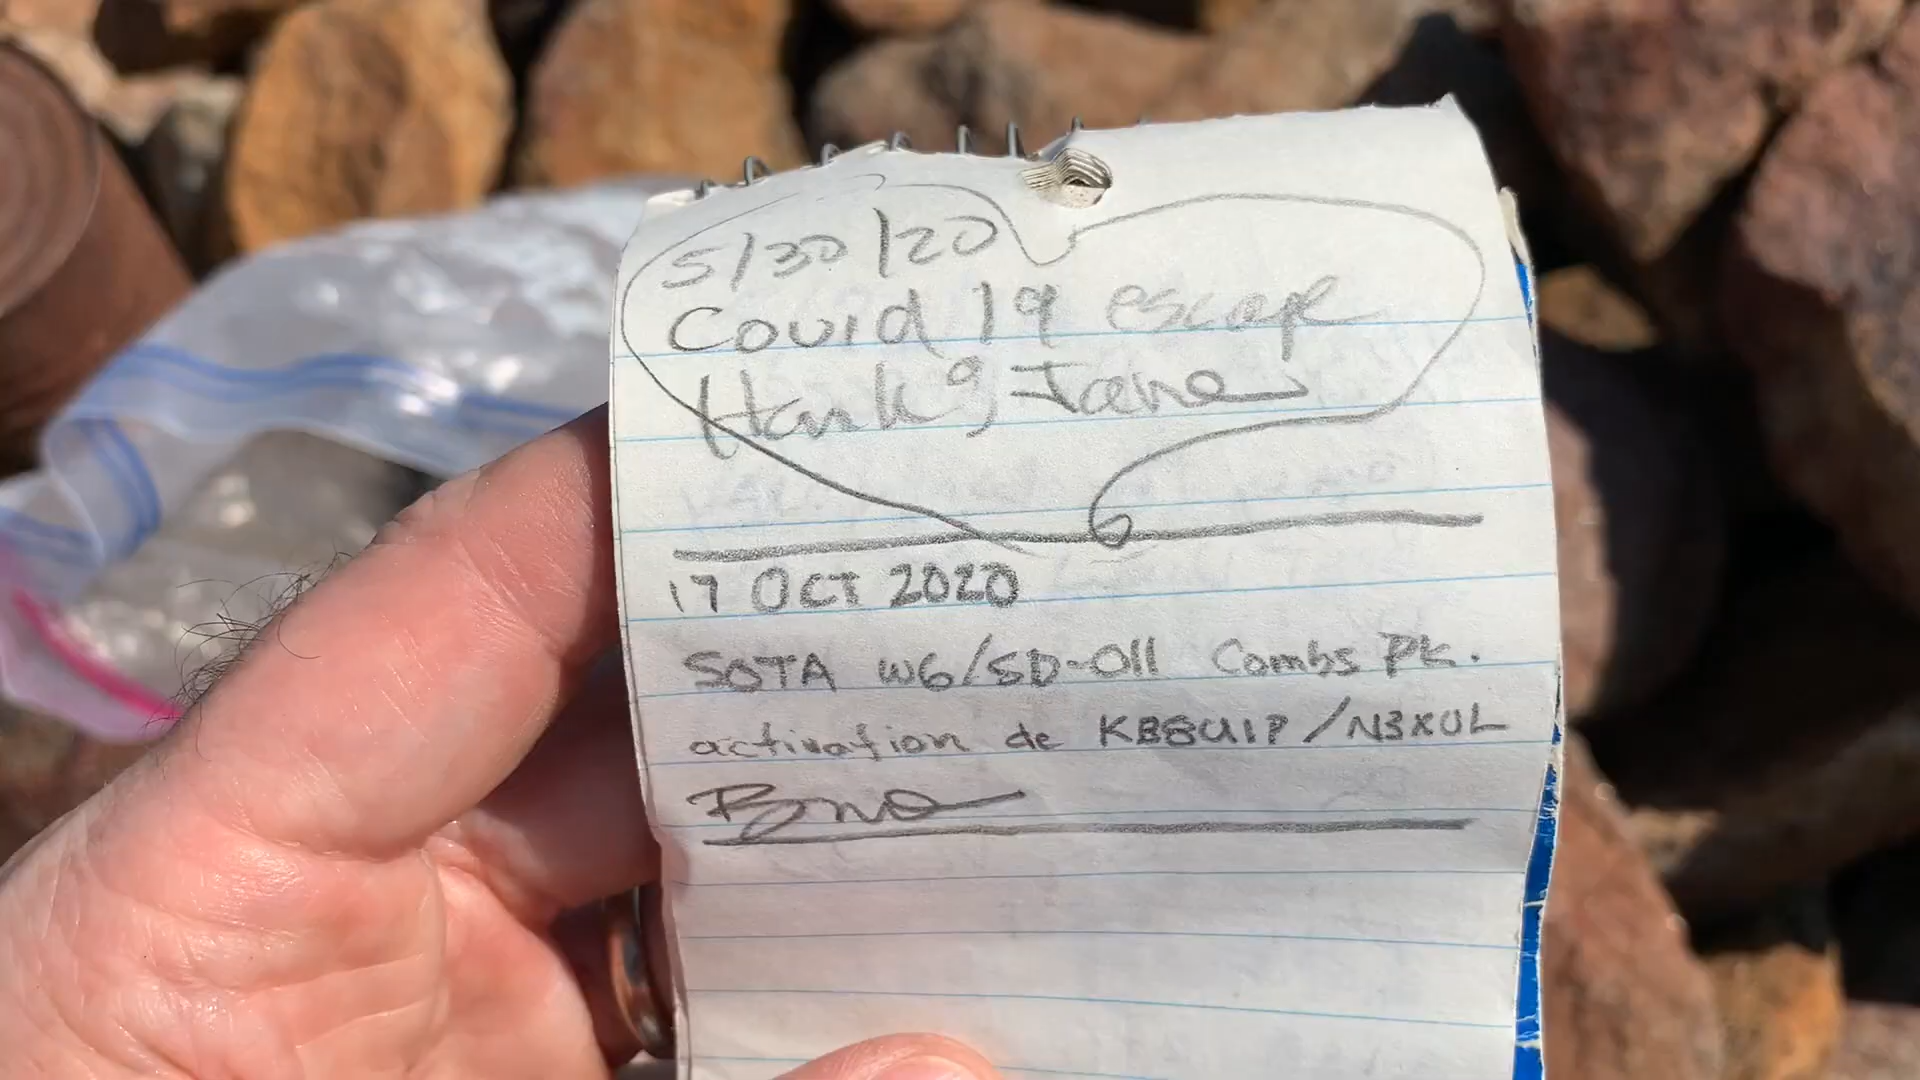 5/30/20
Covid 19 escape
Hank & Jane
17 OCT 2020
SOTA W6/SD-011 Combs Pk.
activation de KB8UIP/N3XUL